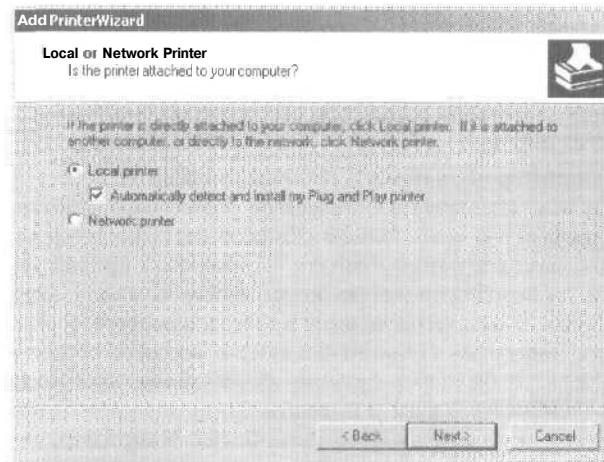 Add PrinterWizard
Local or Network Printer
Is the printer attached to your computer?
If the printer is directly attached to your computer, click Local printer. If it is attached to
another computer, or directly to the network, click Network printer.
Local printer
Automatically detect and install my Plug and Play printer
Network printer
< Back
Next >
Cancel